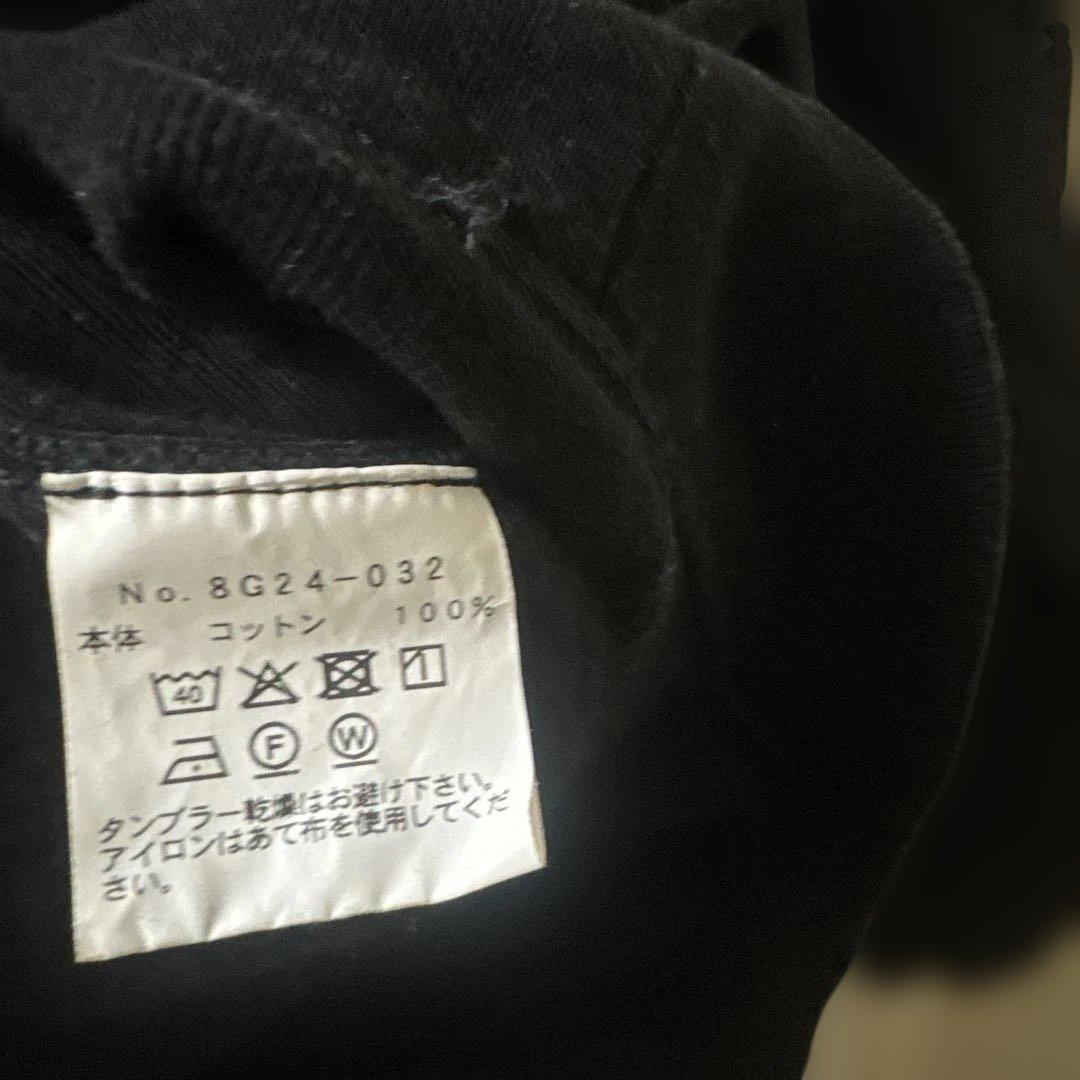 No. 8G24-032
本体 コットン 100%
40
F W
タンブラー乾燥はお避け下さい。
アイロンはあて布を使用してくだ
さい。